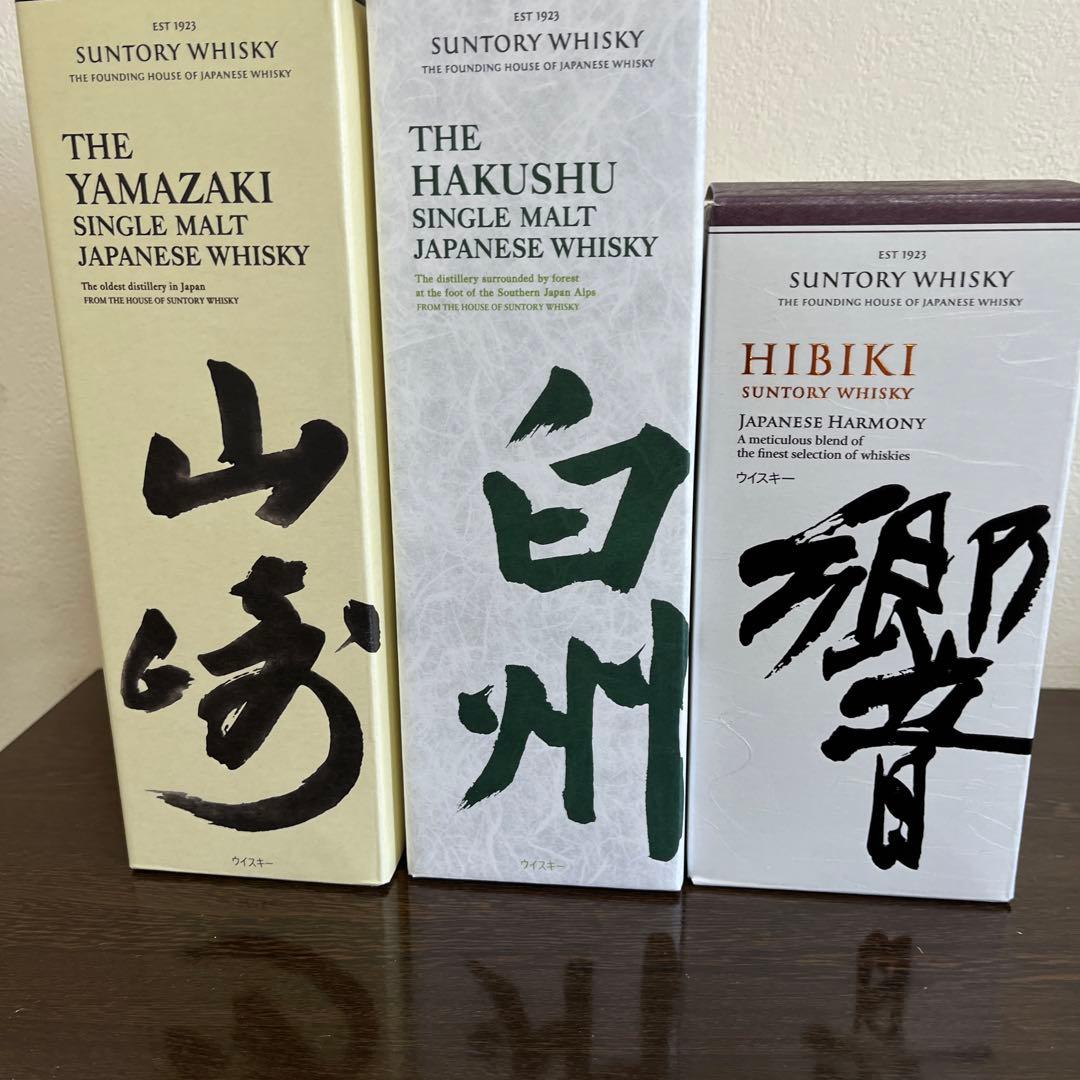 EST 1923
SUNTORY WHISKY
THE FOUNDING HOUSE OF JAPANESE WHISKY
THE
YAMAZAKI
SINGLE MALT
JAPANESE WHISKY
The oldest distillery in Japan
FROM THE HOUSE OF SUNTORY WHISKY
山
崎
ウイスキー
EST 1923
SUNTORY WHISKY
THE FOUNDING HOUSE OF JAPANESE WHISKY
THE
HAKUSHU
SINGLE MALT
JAPANESE WHISKY
The distillery surrounded by forest
at the foot of the Southern Japan Alps
FROM THE HOUSE OF SUNTORY WHISKY
白
州
ウイスキー
EST 1923
SUNTORY WHISKY
THE FOUNDING HOUSE OF JAPANESE WHISKY
HIBIKI
SUNTORY WHISKY
JAPANESE HARMONY
A meticulous blend of
the finest selection of whiskies
ウイスキー
響